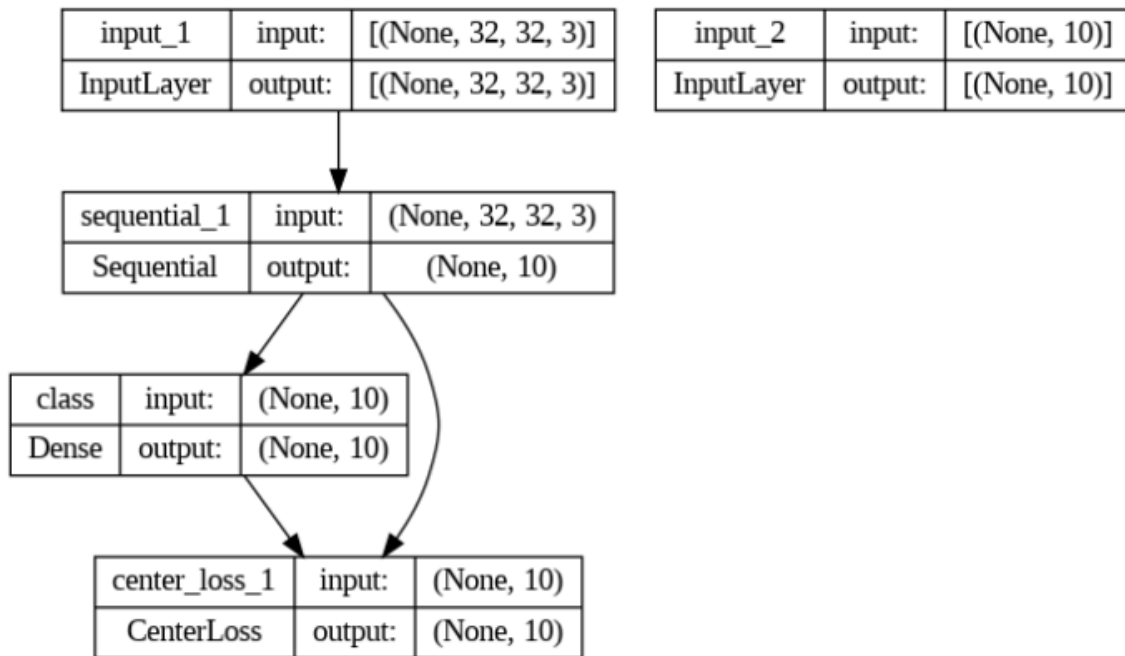 input_1 input: [(None, 32, 32, 3)]
InputLayer output: [(None, 32, 32, 3)]
input_2 input: [(None, 10)]
InputLayer output: [(None, 10)]
sequential_1 input: (None, 32, 32, 3)
Sequential output: (None, 10)
class input: (None, 10)
Dense output: (None, 10)
center_loss_1 input: (None, 10)
CenterLoss output: (None, 10)